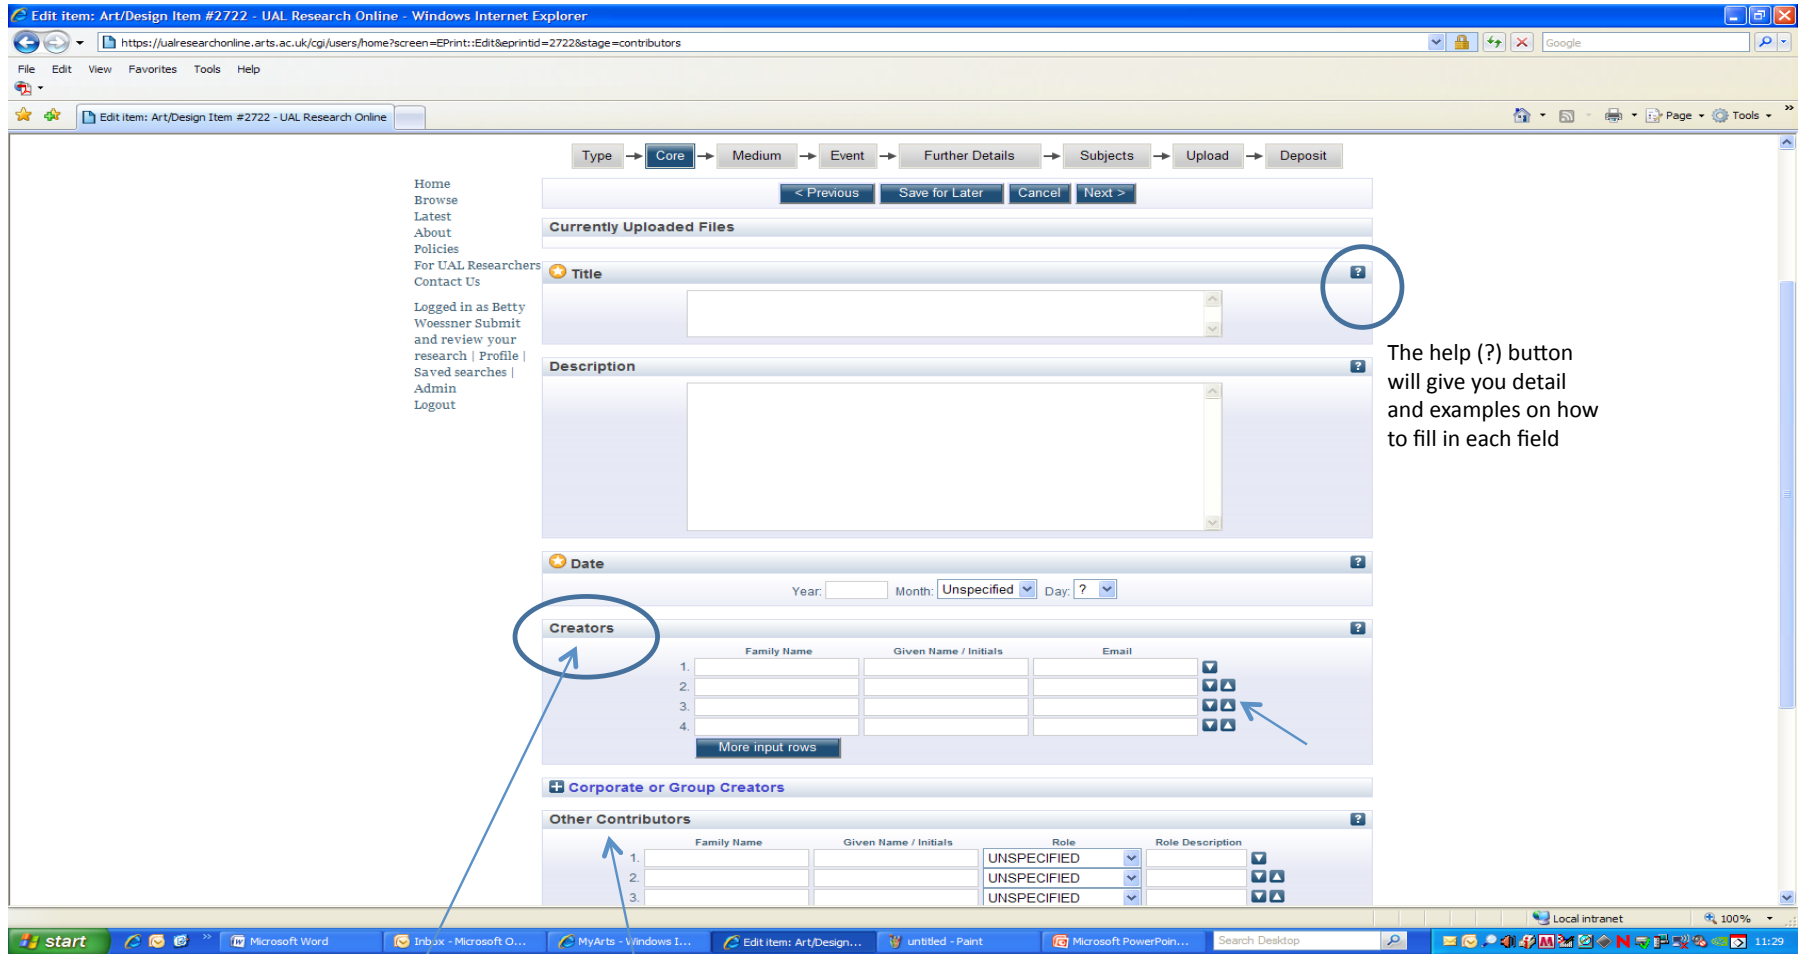 Edit item: Art/Design Item #2722 - UAL Research Online - Windows Internet Explorer
https://ualresearchonline.arts.ac.uk/cgi/users/home?screen=EPrint::Edit&eprintid=2722&stage=contributors
Google
File Edit View Favorites Tools Help
Edit item: Art/Design Item #2722 - UAL Research Online
Page Tools
Type Core Medium Event Further Details Subjects Upload Deposit
< Previous Save for Later Cancel Next >
Home
Browse
Latest
About
Policies
For UAL Researchers
Contact Us
Logged in as Betty
Woessner Submit
and review your
research | Profile |
Saved searches |
Admin
Logout
Currently Uploaded Files
Title ?
The help (?) button
will give you detail
and examples on how
to fill in each field
Description ?
Date ?
Year: Month: Unspecified Day: ?
Creators ?
Family Name Given Name / Initials Email
1.
2.
3.
4.
More input rows
Corporate or Group Creators
Other Contributors ?
Family Name Given Name / Initials Role Role Description
1. UNSPECIFIED
2. UNSPECIFIED
3. UNSPECIFIED
Local intranet 100%
start Microsoft Word Inbox - Microsoft O... MyArts - Windows I... Edit item: Art/Design... untitled - Paint Microsoft PowerPoin... Search Desktop 11:29